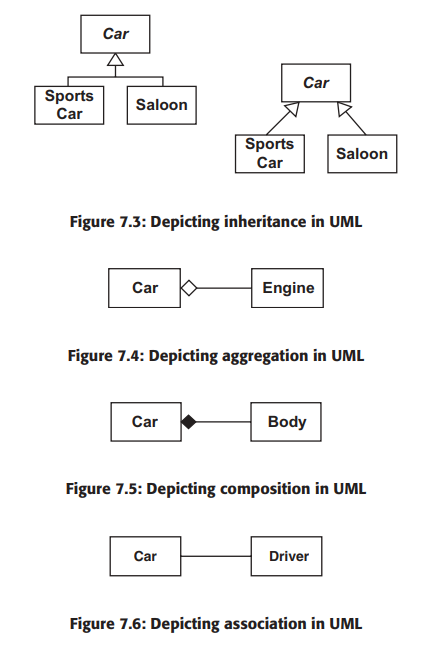 Car
Sports
Car
Saloon
Car
Sports
Car
Saloon
Figure 7.3: Depicting inheritance in UML
Car
Engine
Figure 7.4: Depicting aggregation in UML
Car
Body
Figure 7.5: Depicting composition in UML
Car
Driver
Figure 7.6: Depicting association in UML